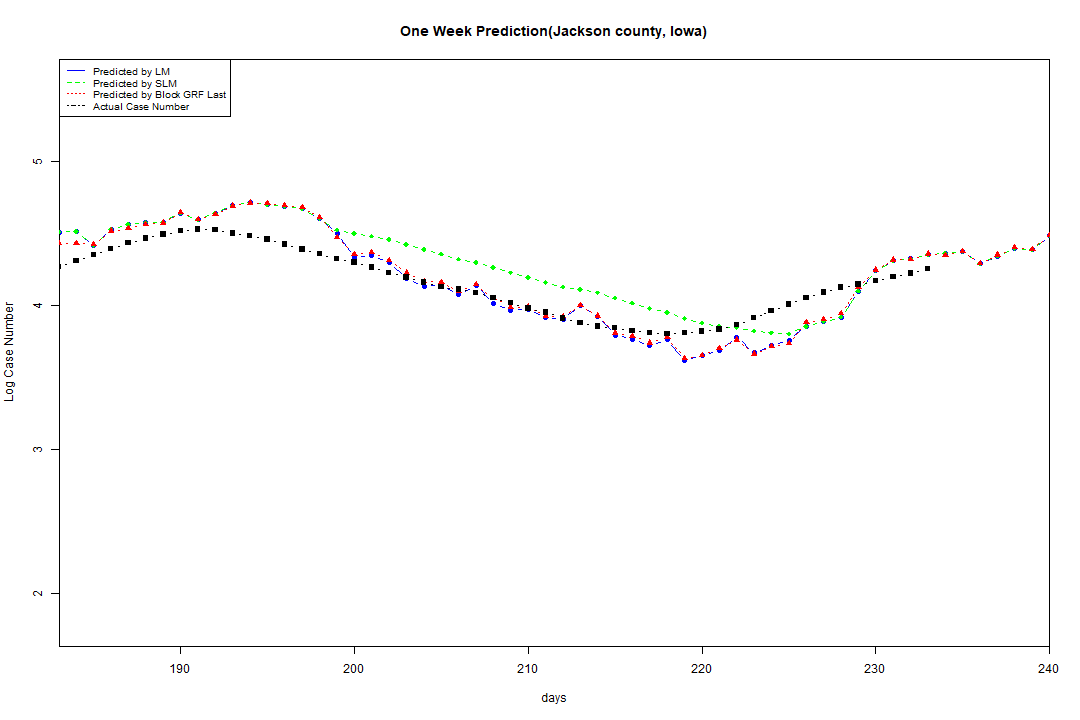 One Week Prediction(Jackson county, Iowa)
Predicted by LM
Predicted by SLM
Predicted by Block GRF Last
Actual Case Number
5
4
3
2
Log Case Number
190 200 210 220 230 240
days